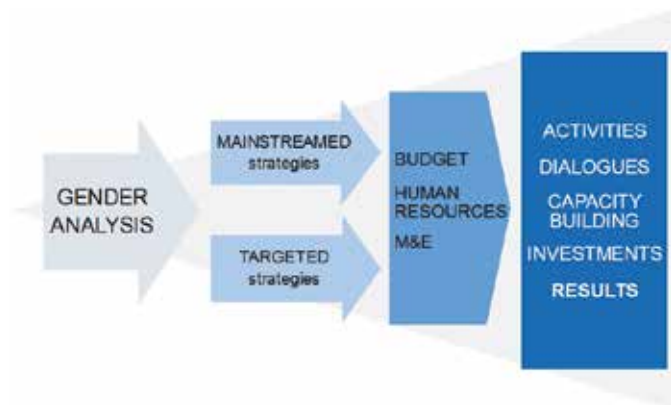 GENDER
ANALYSIS
MAINSTREAMED
strategies
TARGETED
strategies
BUDGET
HUMAN
RESOURCES
M&E
ACTIVITIES
DIALOGUES
CAPACITY
BUILDING
INVESTMENTS
RESULTS